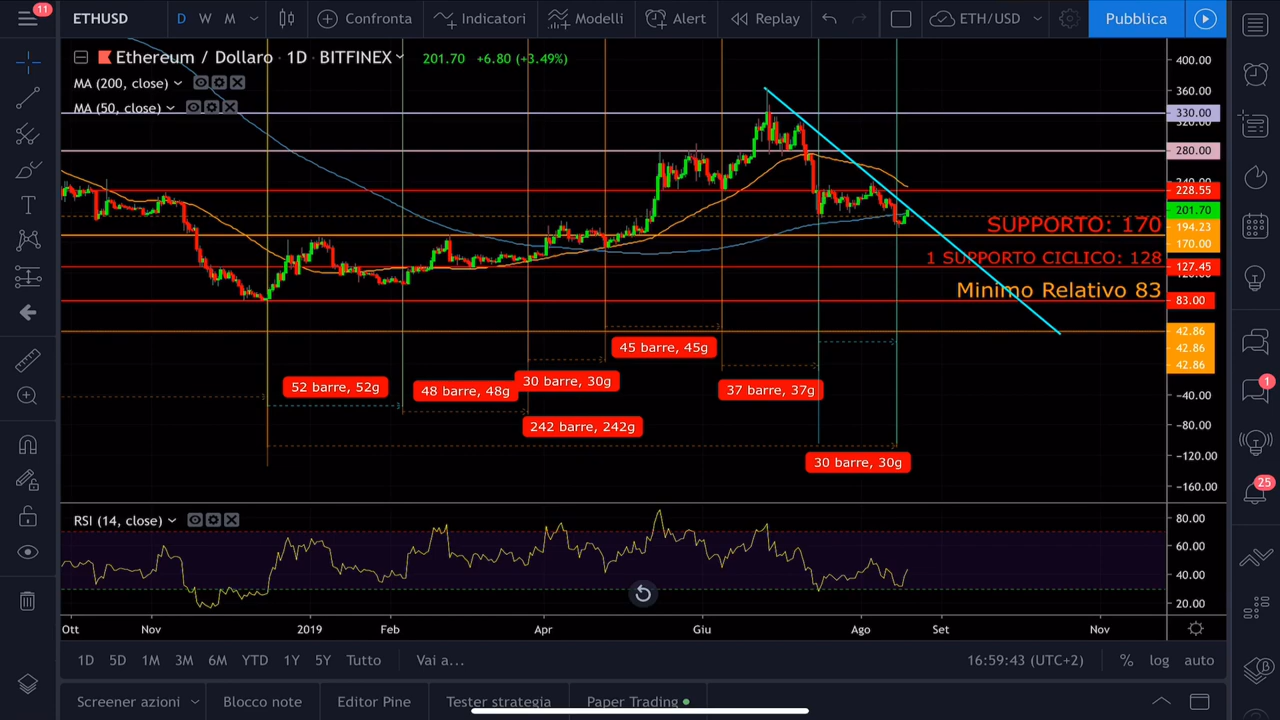 11
ETHUSD
D W M
Confronta
Indicatori
Modelli
Alert
Replay
ETH/USD
Pubblica
Ethereum / Dollaro · 1D · BITFINEX
201.70 +6.80 (+3.49%)
MA (200, close)
MA (50, close)
400.00
360.00
330.00
320.00
280.00
240.00
228.55
201.70
194.23
170.00
127.45
83.00
42.86
42.86
42.86
−40.00
−80.00
−120.00
−160.00
SUPPORTO: 170
1 SUPPORTO CICLICO: 128
Minimo Relativo 83
45 barre, 45g
52 barre, 52g
48 barre, 48g
30 barre, 30g
37 barre, 37g
242 barre, 242g
30 barre, 30g
RSI (14, close)
80.00
60.00
40.00
20.00
Ott Nov 2019 Feb Apr Giu Ago Set Nov
1D 5D 1M 3M 6M YTD 1Y 5Y Tutto Vai a...
16:59:43 (UTC+2) % log auto
Screener azioni Blocco note Editor Pine Tester strategia Paper Trading
1
25